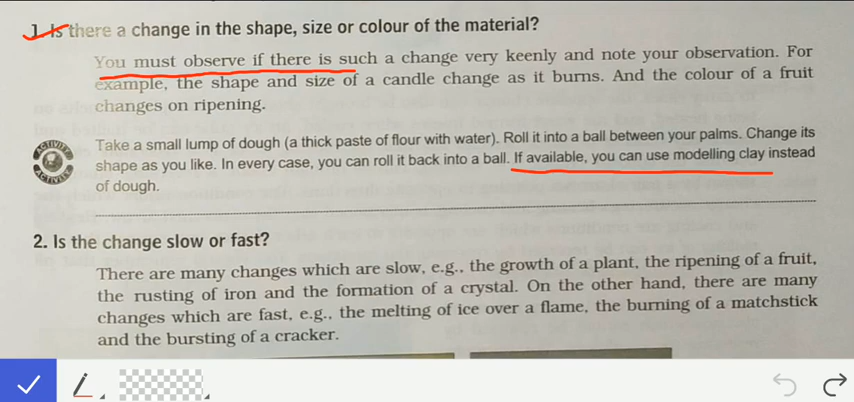 1. Is there a change in the shape, size or colour of the material?
You must observe if there is such a change very keenly and note your observation. For
example, the shape and size of a candle change as it burns. And the colour of a fruit
changes on ripening.
ACTIVITY
ACTIVITY
Take a small lump of dough (a thick paste of flour with water). Roll it into a ball between your palms. Change its
shape as you like. In every case, you can roll it back into a ball. If available, you can use modelling clay instead
of dough.
2. Is the change slow or fast?
There are many changes which are slow, e.g., the growth of a plant, the ripening of a fruit,
the rusting of iron and the formation of a crystal. On the other hand, there are many
changes which are fast, e.g., the melting of ice over a flame, the burning of a matchstick
and the bursting of a cracker.